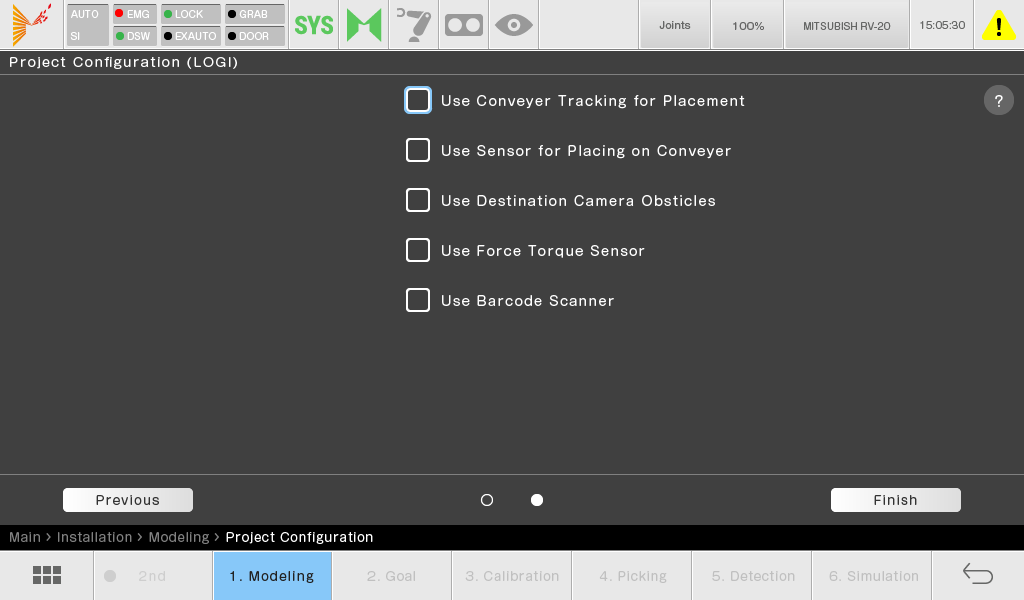 AUTO EMG LOCK GRAB
SI DSW EXAUTO DOOR
SYS
Joints 100% MITSUBISH RV-20 15:05:30
Project Configuration (LOGI)
Use Conveyer Tracking for Placement
?
Use Sensor for Placing on Conveyer
Use Destination Camera Obsticles
Use Force Torque Sensor
Use Barcode Scanner
Previous Finish
Main > Installation > Modeling > Project Configuration
2nd 1. Modeling 2. Goal 3. Calibration 4. Picking 5. Detection 6. Simulation